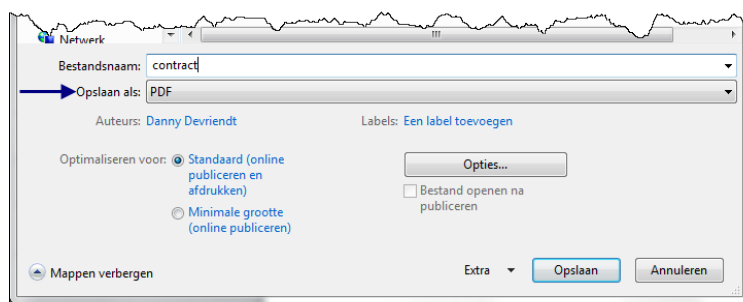 Netwerk
Bestandsnaam: contract
Opslaan als: PDF
Auteurs: Danny Devriendt Labels: Een label toevoegen
Optimaliseren voor: Standaard (online
publiceren en
afdrukken)
Minimale grootte
(online publiceren)
Opties...
Bestand openen na
publiceren
Mappen verbergen Extra Opslaan Annuleren